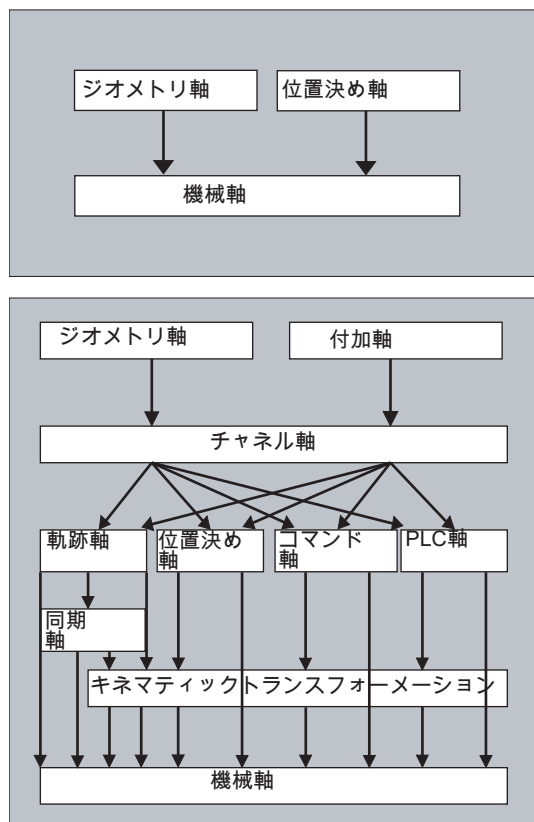 ジオメトリ軸
位置決め軸
機械軸
ジオメトリ軸
付加軸
チャネル軸
軌跡軸
位置決め
軸
コマンド
軸
PLC軸
同期
軸
キネマティックトランスフォーメーション
機械軸